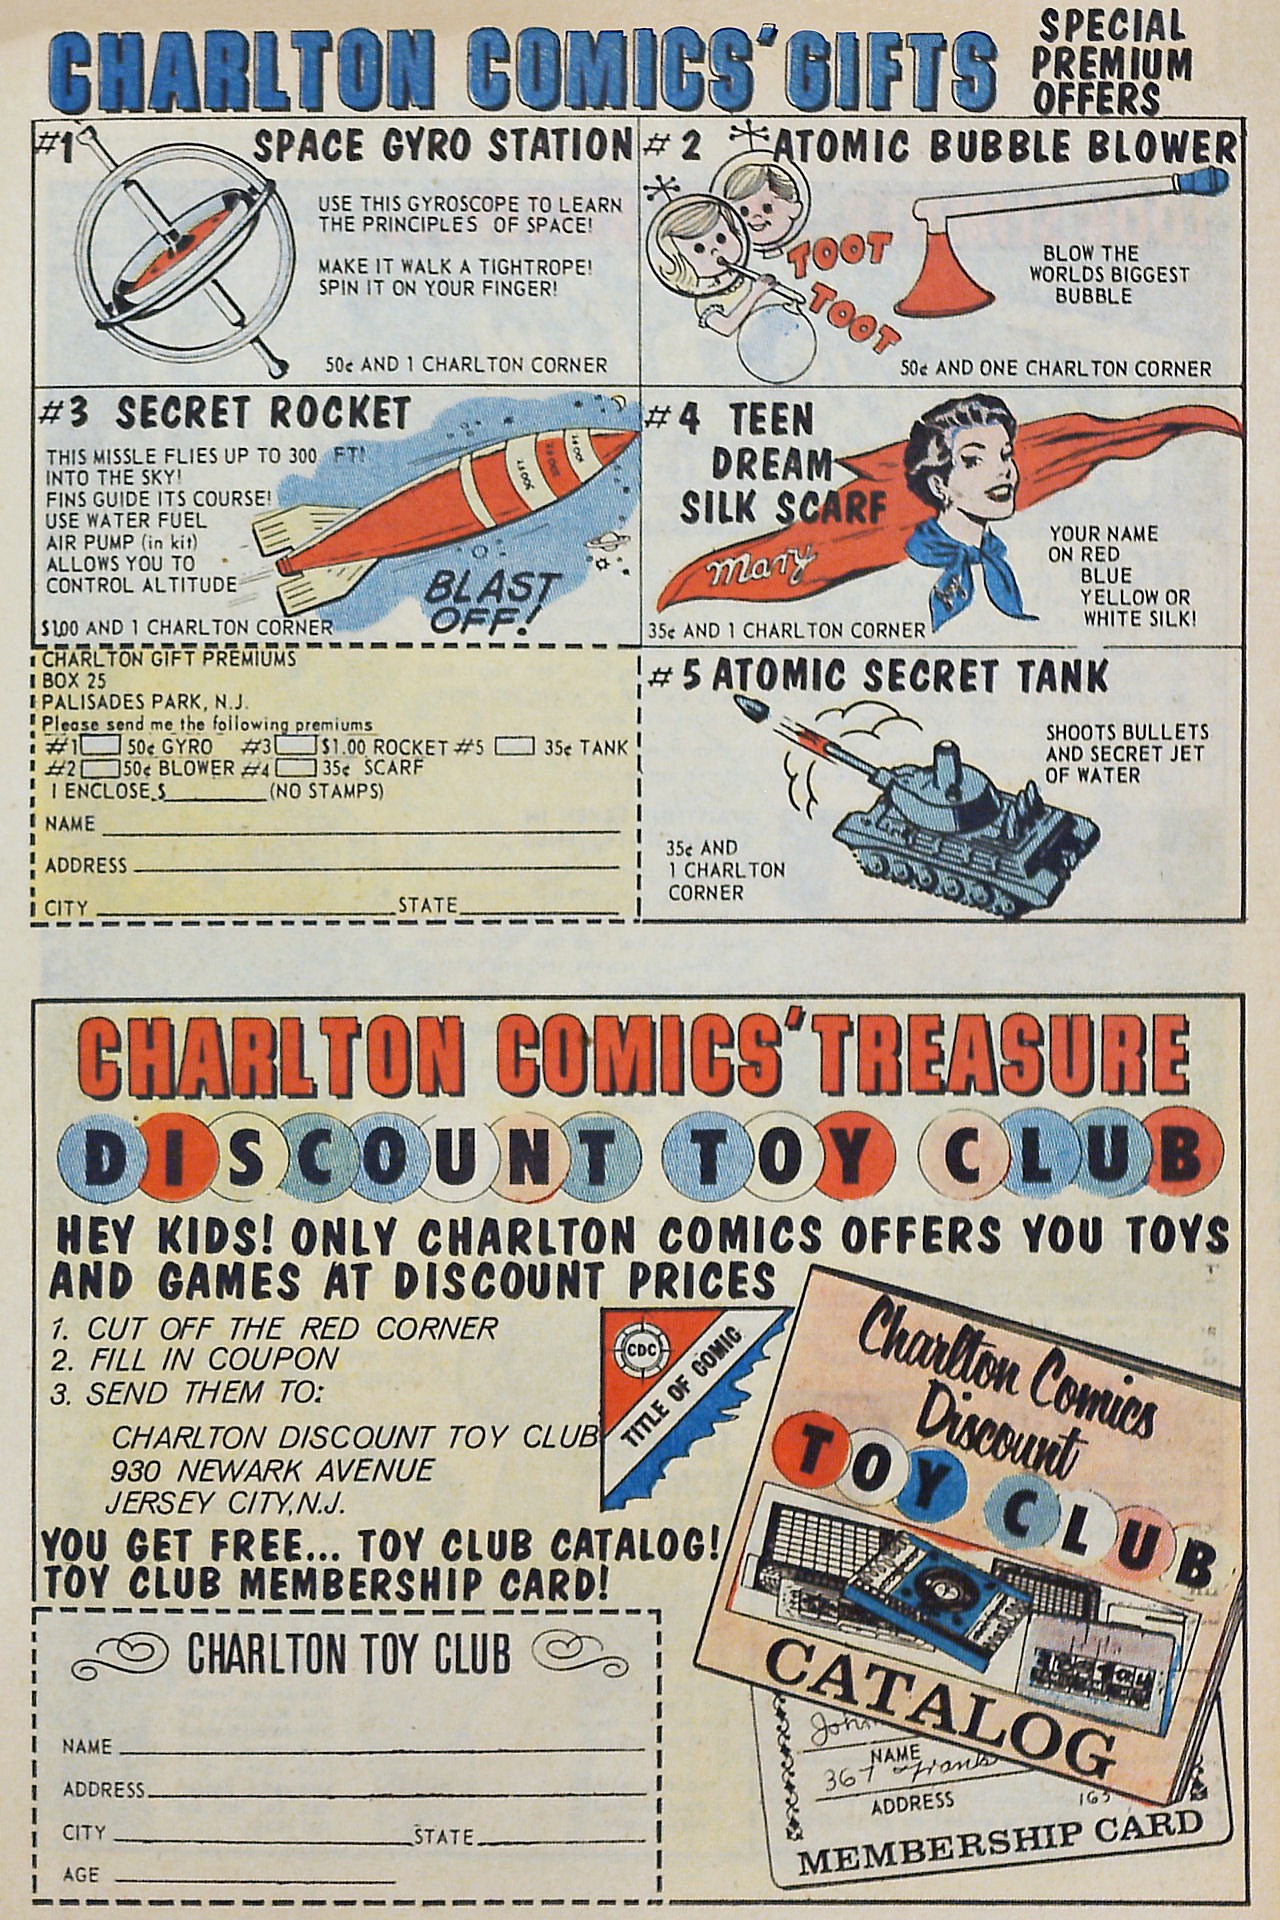 CHARLTON COMICS' GIFTS
SPECIAL
PREMIUM
OFFERS
#1 SPACE GYRO STATION
USE THIS GYROSCOPE TO LEARN
THE PRINCIPLES OF SPACE!
MAKE IT WALK A TIGHTROPE!
SPIN IT ON YOUR FINGER!
50¢ AND 1 CHARLTON CORNER
#2 ATOMIC BUBBLE BLOWER
TOOT
TOOT
BLOW THE
WORLDS BIGGEST
BUBBLE
50¢ AND ONE CHARLTON CORNER
#3 SECRET ROCKET
THIS MISSLE FLIES UP TO 300 FT!
INTO THE SKY!
FINS GUIDE ITS COURSE!
USE WATER FUEL
AIR PUMP (in kit)
ALLOWS YOU TO
CONTROL ALTITUDE
BLAST
OFF!
$1.00 AND 1 CHARLTON CORNER
#4 TEEN
DREAM
SILK SCARF
Mary
YOUR NAME
ON RED
BLUE
YELLOW OR
WHITE SILK!
35¢ AND 1 CHARLTON CORNER
CHARLTON GIFT PREMIUMS
BOX 25
PALISADES PARK, N.J.
Please send me the following premiums
#1 50¢ GYRO #3 $1.00 ROCKET #5 35¢ TANK
#2 50¢ BLOWER #4 35¢ SCARF
I ENCLOSE $ (NO STAMPS)
NAME
ADDRESS
CITY STATE
#5 ATOMIC SECRET TANK
SHOOTS BULLETS
AND SECRET JET
OF WATER
35¢ AND
1 CHARLTON
CORNER
CHARLTON COMICS' TREASURE
DISCOUNT TOY CLUB
HEY KIDS! ONLY CHARLTON COMICS OFFERS YOU TOYS
AND GAMES AT DISCOUNT PRICES
1. CUT OFF THE RED CORNER
2. FILL IN COUPON
3. SEND THEM TO:
CHARLTON DISCOUNT TOY CLUB
930 NEWARK AVENUE
JERSEY CITY, N.J.
CDC
TITLE OF COMIC
YOU GET FREE... TOY CLUB CATALOG!
TOY CLUB MEMBERSHIP CARD!
Charlton Comics
Discount
TOY CLUB
CATALOG
NAME
367
ADDRESS
MEMBERSHIP CARD
CHARLTON TOY CLUB
NAME
ADDRESS
CITY STATE
AGE